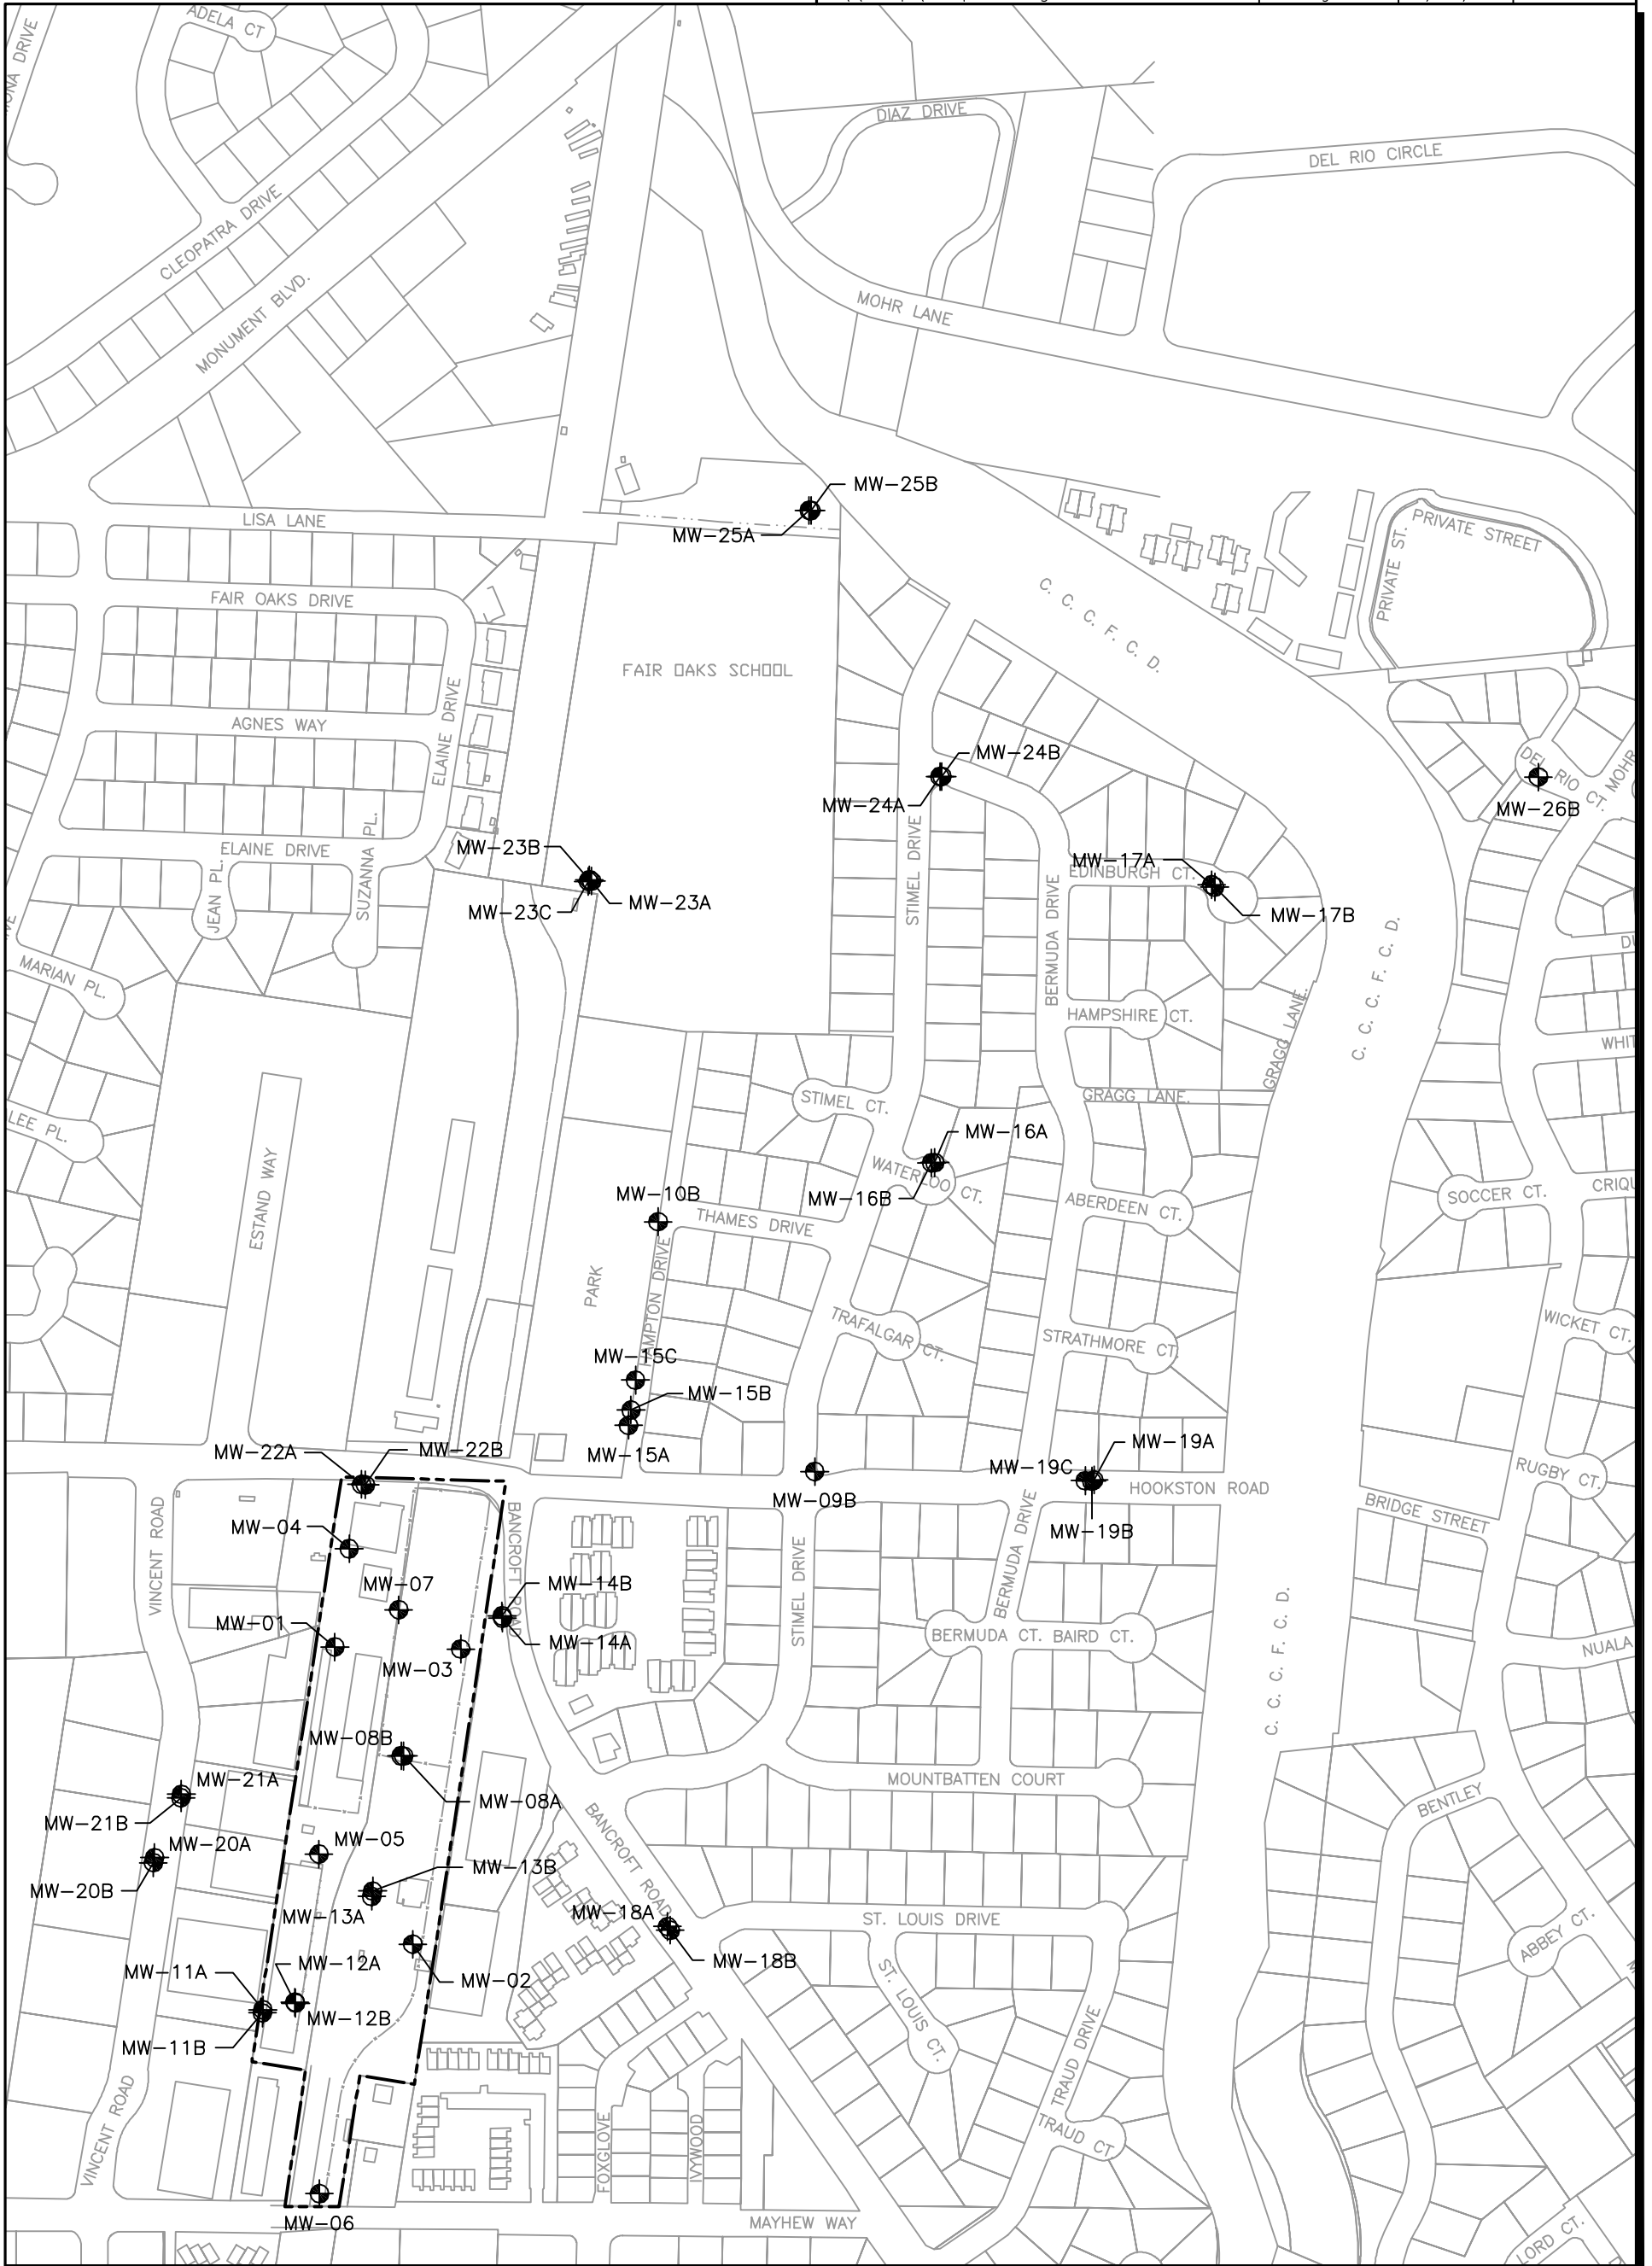 ADELA CT
CLEOPATRA DRIVE
MONUMENT BLVD.
DIAZ DRIVE
DEL RIO CIRCLE
MOHR LANE
MW-25B
MW-25A
LISA LANE
PRIVATE STREET
PRIVATE ST.
C. C. C. F. C. D.
FAIR OAKS DRIVE
FAIR OAKS SCHOOL
AGNES WAY
ELAINE DRIVE
MW-24B
MW-24A
DEL RIO CT.
MOHR
MW-26B
STIMEL DRIVE
MW-23B
ELAINE DRIVE
JEAN PL.
SUZANNA PL.
MW-23C
MW-23A
MW-17A
EDINBURGH CT.
MW-17B
BERMUDA DRIVE
MARIAN PL.
HAMPSHIRE CT.
GRAGG LANE.
C. C. C. F. C. D.
GRAGG LANE.
LEE PL.
STIMEL CT.
MW-16A
WATERLOO CT.
MW-16B
ESTAND WAY
MW-10B
THAMES DRIVE
ABERDEEN CT.
SOCCER CT.
PARK
HAMPTON DRIVE
TRAFALGAR CT.
STRATHMORE CT.
WICKET CT.
MW-15C
MW-15B
MW-15A
MW-22A
MW-22B
MW-19A
MW-19C
HOOKSTON ROAD
MW-09B
MW-19B
RUGBY CT.
BRIDGE STREET
VINCENT ROAD
MW-04
BANCROFT ROAD
MW-07
MW-14B
MW-01
MW-14A
MW-03
STIMEL DRIVE
BERMUDA DRIVE
BERMUDA CT.
BAIRD CT.
C. C. C. F. C. D.
NUALA
MW-08B
MW-21A
MW-08A
MW-21B
MOUNTBATTEN COURT
BENTLEY
MW-20A
MW-05
MW-20B
MW-13B
BANCROFT ROAD
MW-13A
MW-18A
MW-18B
ST. LOUIS DRIVE
ABBEY CT.
MW-11A
MW-12A
MW-02
MW-12B
MW-11B
ST. LOUIS CT.
TRAUD DRIVE
TRAUD CT
VINCENT ROAD
FOXGLOVE
IVYWOOD
MW-06
MAYHEW WAY
LORD CT.